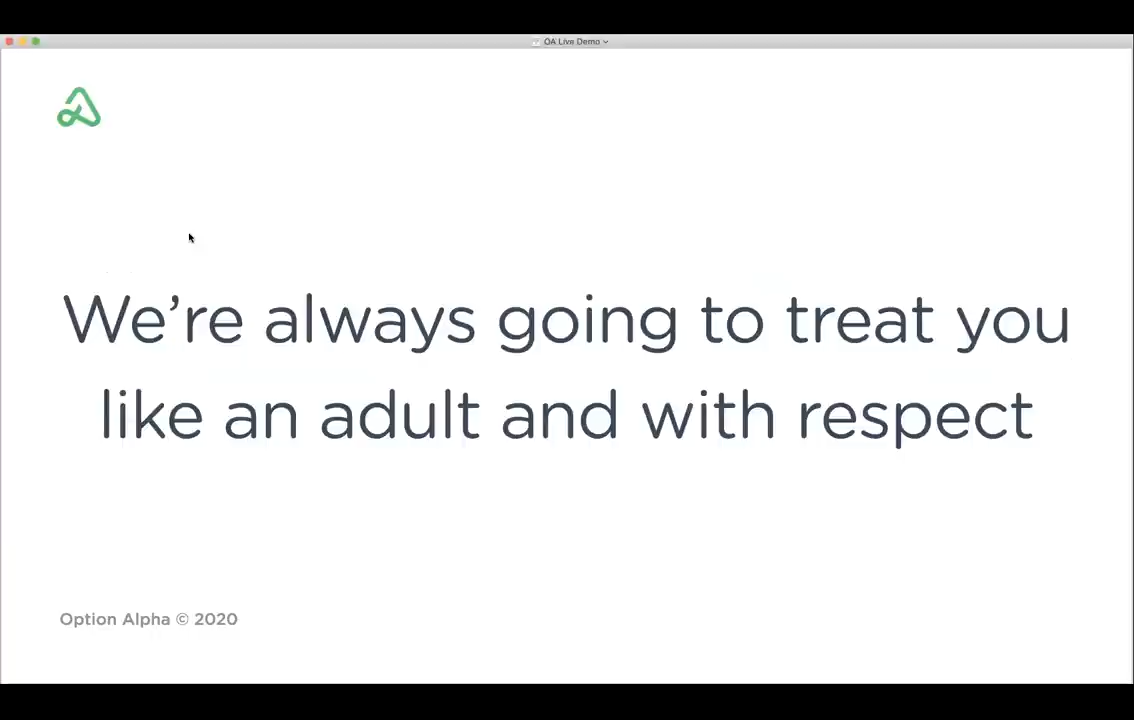 OA Live Demo
We’re always going to treat you
like an adult and with respect
Option Alpha © 2020